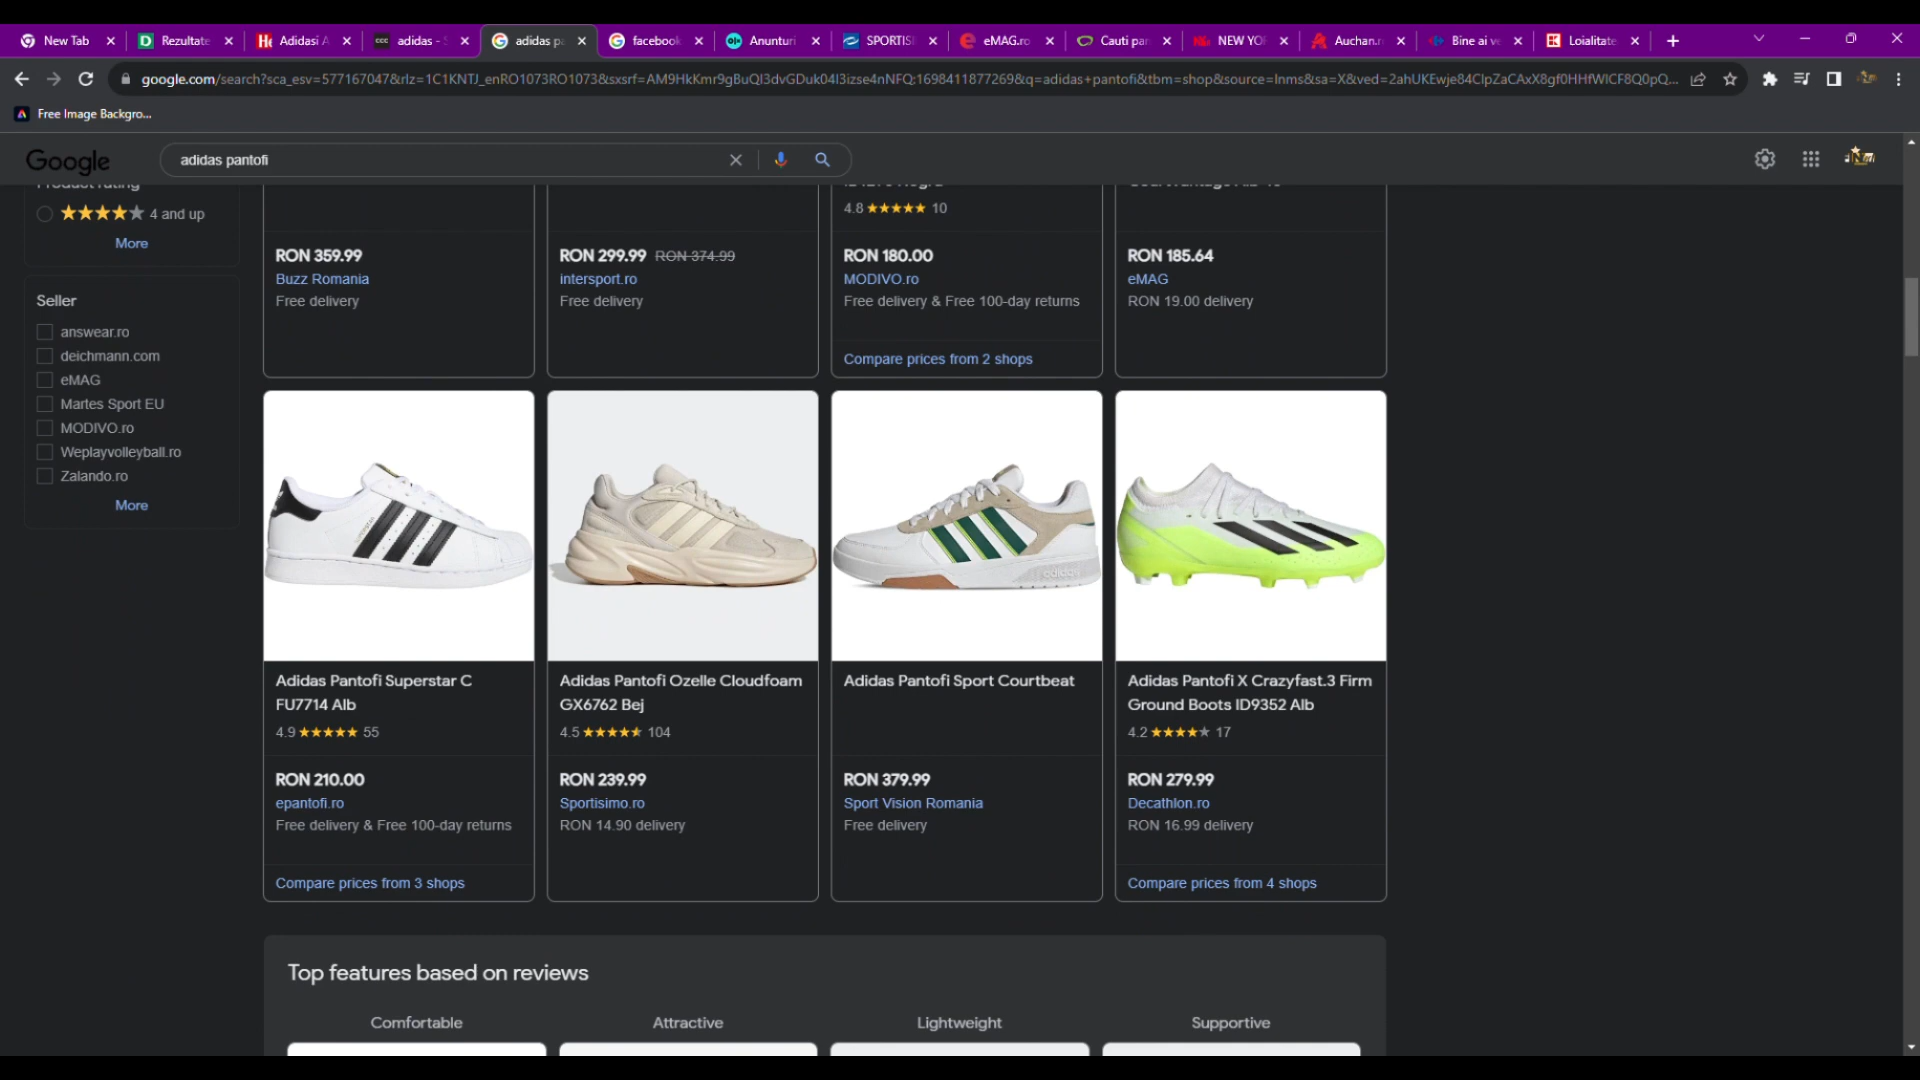 New Tab
Rezultate
Adidasi A
adidas -
adidas pa
facebook
Anunturi
SPORTIS
eMAG.ro
Cauti par
NEW YO
Auchan.r
Bine ai ve
Loialitate
google.com/search?sca_esv=577167047&rlz=1C1KNTJ_enRO1073RO1073&sxsrf=AM9HkKmr9gBuQI3dvGDuk04I3izse4nNFQ:1698411877269&q=adidas+pantofi&tbm=shop&source=lnms&sa=X&ved=2ahUKEwje84ClpZaCAxX8gf0HHfWICF8Q0pQ...
Free Image Backgro...
Google
adidas pantofi
Product rating
4 and up
More
Seller
answear.ro
deichmann.com
eMAG
Martes Sport EU
MODIVO.ro
Weplayvolleyball.ro
Zalando.ro
More
RON 359.99
Buzz Romania
Free delivery
RON 299.99 RON 374.99
intersport.ro
Free delivery
4.8 10
RON 180.00
MODIVO.ro
Free delivery & Free 100-day returns
Compare prices from 2 shops
RON 185.64
eMAG
RON 19.00 delivery
Adidas Pantofi Superstar C
FU7714 Alb
4.9 55
RON 210.00
epantofi.ro
Free delivery & Free 100-day returns
Compare prices from 3 shops
Adidas Pantofi Ozelle Cloudfoam
GX6762 Bej
4.5 104
RON 239.99
Sportisimo.ro
RON 14.90 delivery
adidas
Adidas Pantofi Sport Courtbeat
RON 379.99
Sport Vision Romania
Free delivery
Adidas Pantofi X Crazyfast.3 Firm
Ground Boots ID9352 Alb
4.2 17
RON 279.99
Decathlon.ro
RON 16.99 delivery
Compare prices from 4 shops
Top features based on reviews
Comfortable
Attractive
Lightweight
Supportive